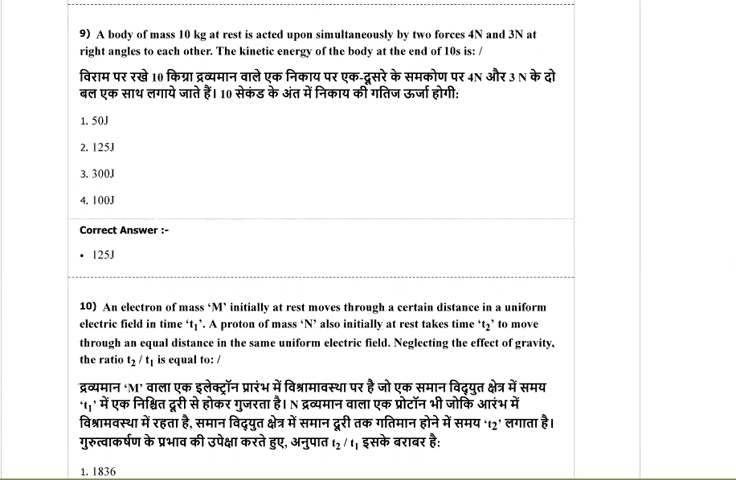 9) A body of mass 10 kg at rest is acted upon simultaneously by two forces 4N and 3N at
right angles to each other. The kinetic energy of the body at the end of 10s is: /
विराम पर रखे 10 किग्रा द्रव्यमान वाले एक निकाय पर एक-दूसरे के समकोण पर 4N और 3 N के दो
बल एक साथ लगाये जाते हैं। 10 सेकंड के अंत में निकाय की गतिज ऊर्जा होगी:
1. 50J
2. 125J
3. 300J
4. 100J
Correct Answer :-
• 125J
10) An electron of mass ‘M’ initially at rest moves through a certain distance in a uniform
electric field in time ‘t₁’. A proton of mass ‘N’ also initially at rest takes time ‘t₂’ to move
through an equal distance in the same uniform electric field. Neglecting the effect of gravity,
the ratio t₂ / t₁ is equal to: /
द्रव्यमान ‘M’ वाला एक इलेक्ट्रॉन प्रारंभ में विश्रामावस्था पर है जो एक समान विद्युत क्षेत्र में समय
‘t₁’ में एक निश्चित दूरी से होकर गुजरता है। N द्रव्यमान वाला एक प्रोटॉन भी जोकि आरंभ में
विश्रामावस्था में रहता है, समान विद्युत क्षेत्र में समान दूरी तक गतिमान होने में समय ‘t₂’ लगाता है।
गुरुत्वाकर्षण के प्रभाव की उपेक्षा करते हुए, अनुपात t₂ / t₁ इसके बराबर है:
1. 1836